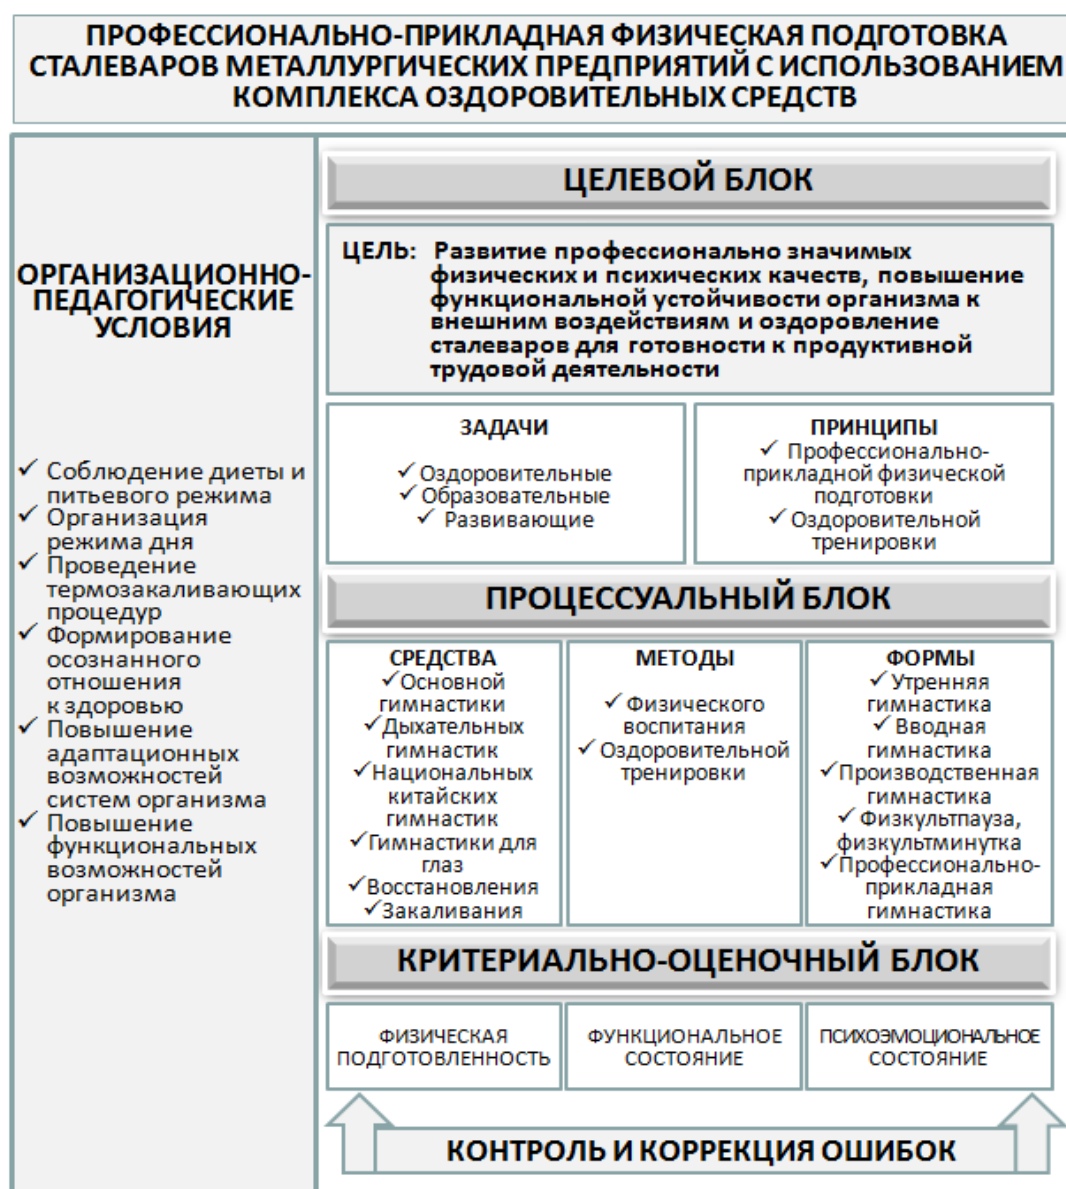 ПРОФЕССИОНАЛЬНО-ПРИКЛАДНАЯ ФИЗИЧЕСКАЯ ПОДГОТОВКА
СТАЛЕВАРОВ МЕТАЛЛУРГИЧЕСКИХ ПРЕДПРИЯТИЙ С ИСПОЛЬЗОВАНИЕМ
КОМПЛЕКСА ОЗДОРОВИТЕЛЬНЫХ СРЕДСТВ
ОРГАНИЗАЦИОННО-
ПЕДАГОГИЧЕСКИЕ
УСЛОВИЯ
✓ Соблюдение диеты и
питьевого режима
✓ Организация
режима дня
✓ Проведение
термозакаливающих
процедур
✓ Формирование
осознанного
отношения
к здоровью
✓ Повышение
адаптационных
возможностей
систем организма
✓ Повышение
функциональных
возможностей
организма
ЦЕЛЕВОЙ БЛОК
ЦЕЛЬ: Развитие профессионально значимых
физических и психических качеств, повышение
функциональной устойчивости организма к
внешним воздействиям и оздоровление
сталеваров для готовности к продуктивной
трудовой деятельности
ЗАДАЧИ
✓ Оздоровительные
✓ Образовательные
✓ Развивающие
ПРИНЦИПЫ
✓ Профессионально-
прикладной физической
подготовки
✓ Оздоровительной
тренировки
ПРОЦЕССУАЛЬНЫЙ БЛОК
СРЕДСТВА
✓Основной
гимнастики
✓Дыхательных
гимнастик
✓Национальных
китайских
гимнастик
✓Гимнастики для
глаз
✓Восстановления
✓Закаливания
МЕТОДЫ
✓ Физического
воспитания
✓ Оздоровительной
тренировки
ФОРМЫ
✓ Утренняя
гимнастика
✓ Вводная
гимнастика
✓Производственная
гимнастика
✓ Физкультпауза,
физкультминутка
✓Профессионально-
прикладная
гимнастика
КРИТЕРИАЛЬНО-ОЦЕНОЧНЫЙ БЛОК
ФИЗИЧЕСКАЯ
ПОДГОТОВЛЕННОСТЬ
ФУНКЦИОНАЛЬНОЕ
СОСТОЯНИЕ
ПСИХОЭМОЦИОНАЛЬНОЕ
СОСТОЯНИЕ
КОНТРОЛЬ И КОРРЕКЦИЯ ОШИБОК